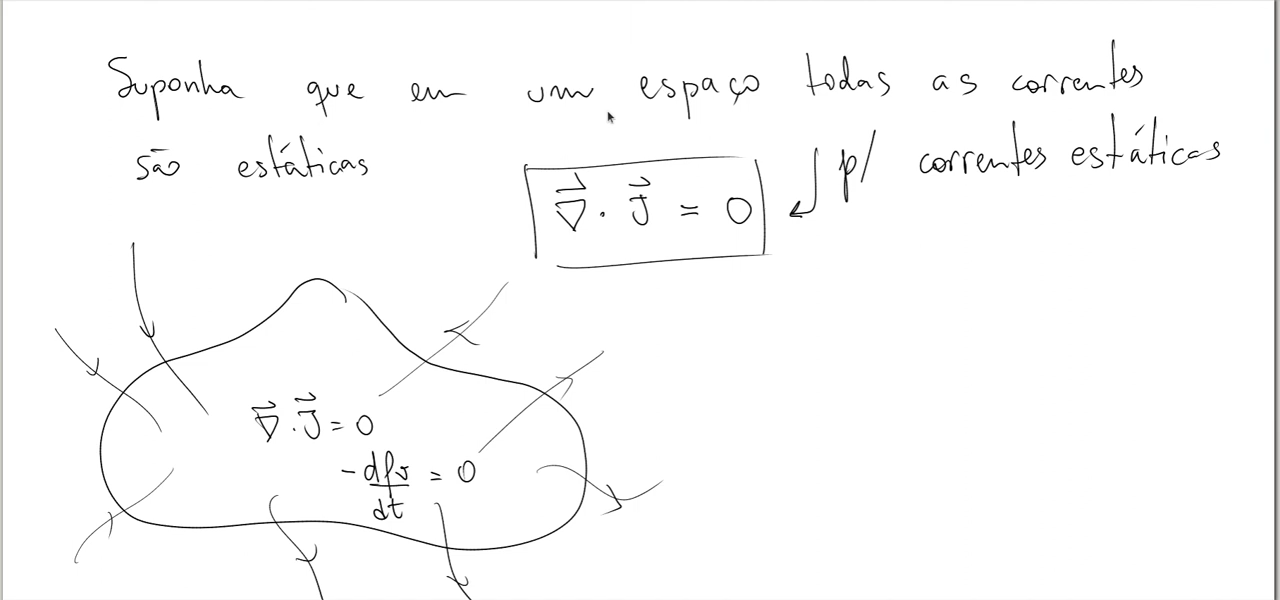 Suponha que em um espaço todas as correntes
são estáticas
∇⃗ · J⃗ = 0
p/ correntes estáticas
∇⃗ · J⃗ = 0
-dρv/dt = 0